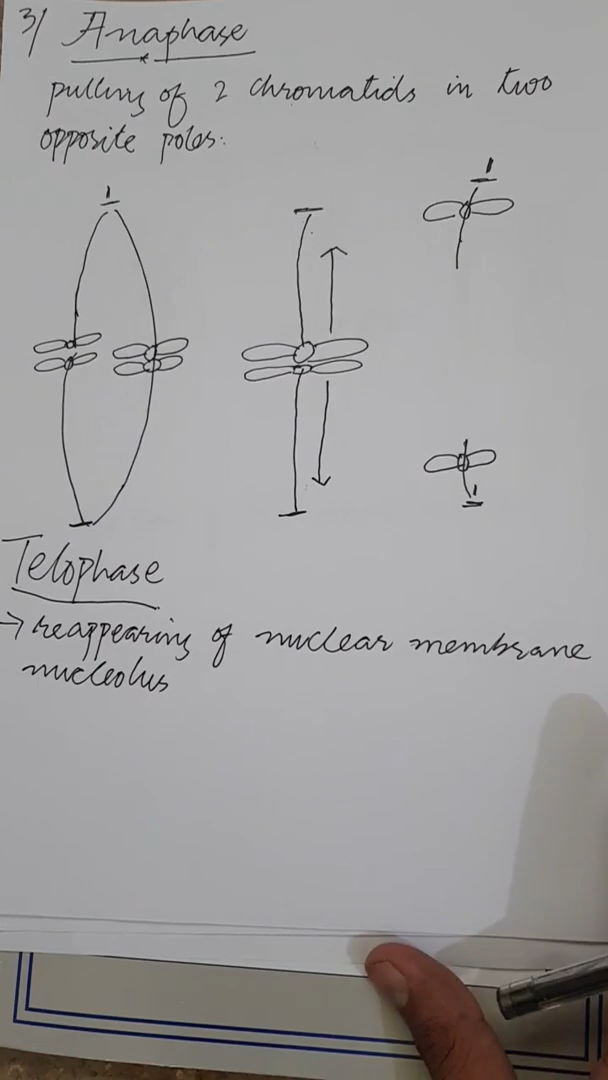 3/ Anaphase
pulling of 2 chromatids in two
opposite poles.
Telophase
→ reappearing of nuclear membrane
nucleolus